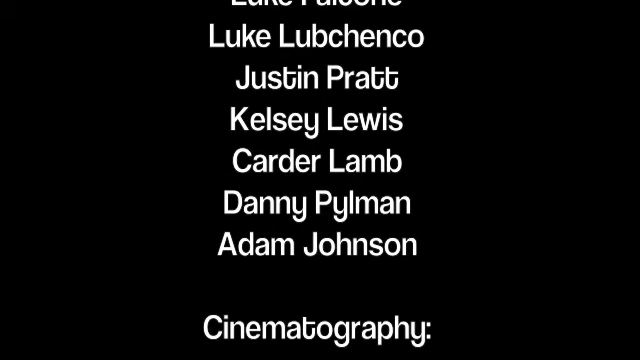 Luke Falcone
Luke Lubchenco
Justin Pratt
Kelsey Lewis
Carder Lamb
Danny Pylman
Adam Johnson
Cinematography: